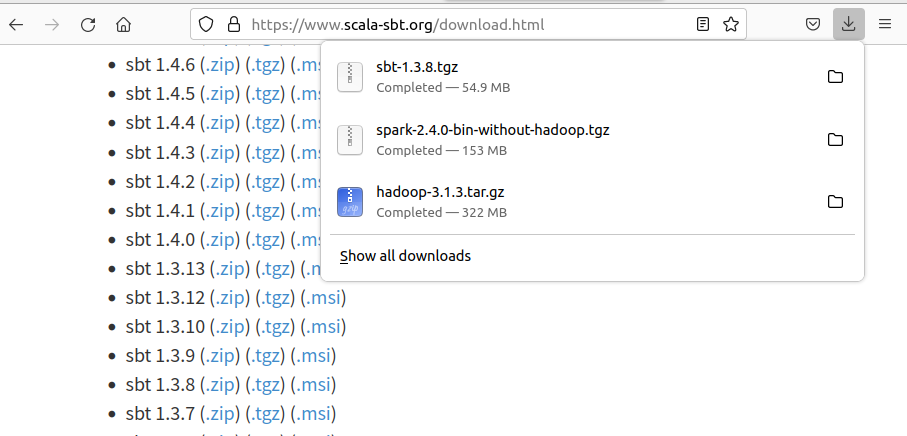 https://www.scala-sbt.org/download.html
sbt 1.4.6 (.zip) (.tgz) (.ms
sbt 1.4.5 (.zip) (.tgz) (.ms
sbt 1.4.4 (.zip) (.tgz) (.ms
sbt 1.4.3 (.zip) (.tgz) (.ms
sbt 1.4.2 (.zip) (.tgz) (.ms
sbt 1.4.1 (.zip) (.tgz) (.ms
sbt 1.4.0 (.zip) (.tgz) (.ms
sbt 1.3.13 (.zip) (.tgz) (.m
sbt 1.3.12 (.zip) (.tgz) (.msi)
sbt 1.3.10 (.zip) (.tgz) (.msi)
sbt 1.3.9 (.zip) (.tgz) (.msi)
sbt 1.3.8 (.zip) (.tgz) (.msi)
sbt 1.3.7 (.zip) (.tgz) (.msi)
sbt-1.3.8.tgz
Completed — 54.9 MB
spark-2.4.0-bin-without-hadoop.tgz
Completed — 153 MB
gzip
hadoop-3.1.3.tar.gz
Completed — 322 MB
Show all downloads